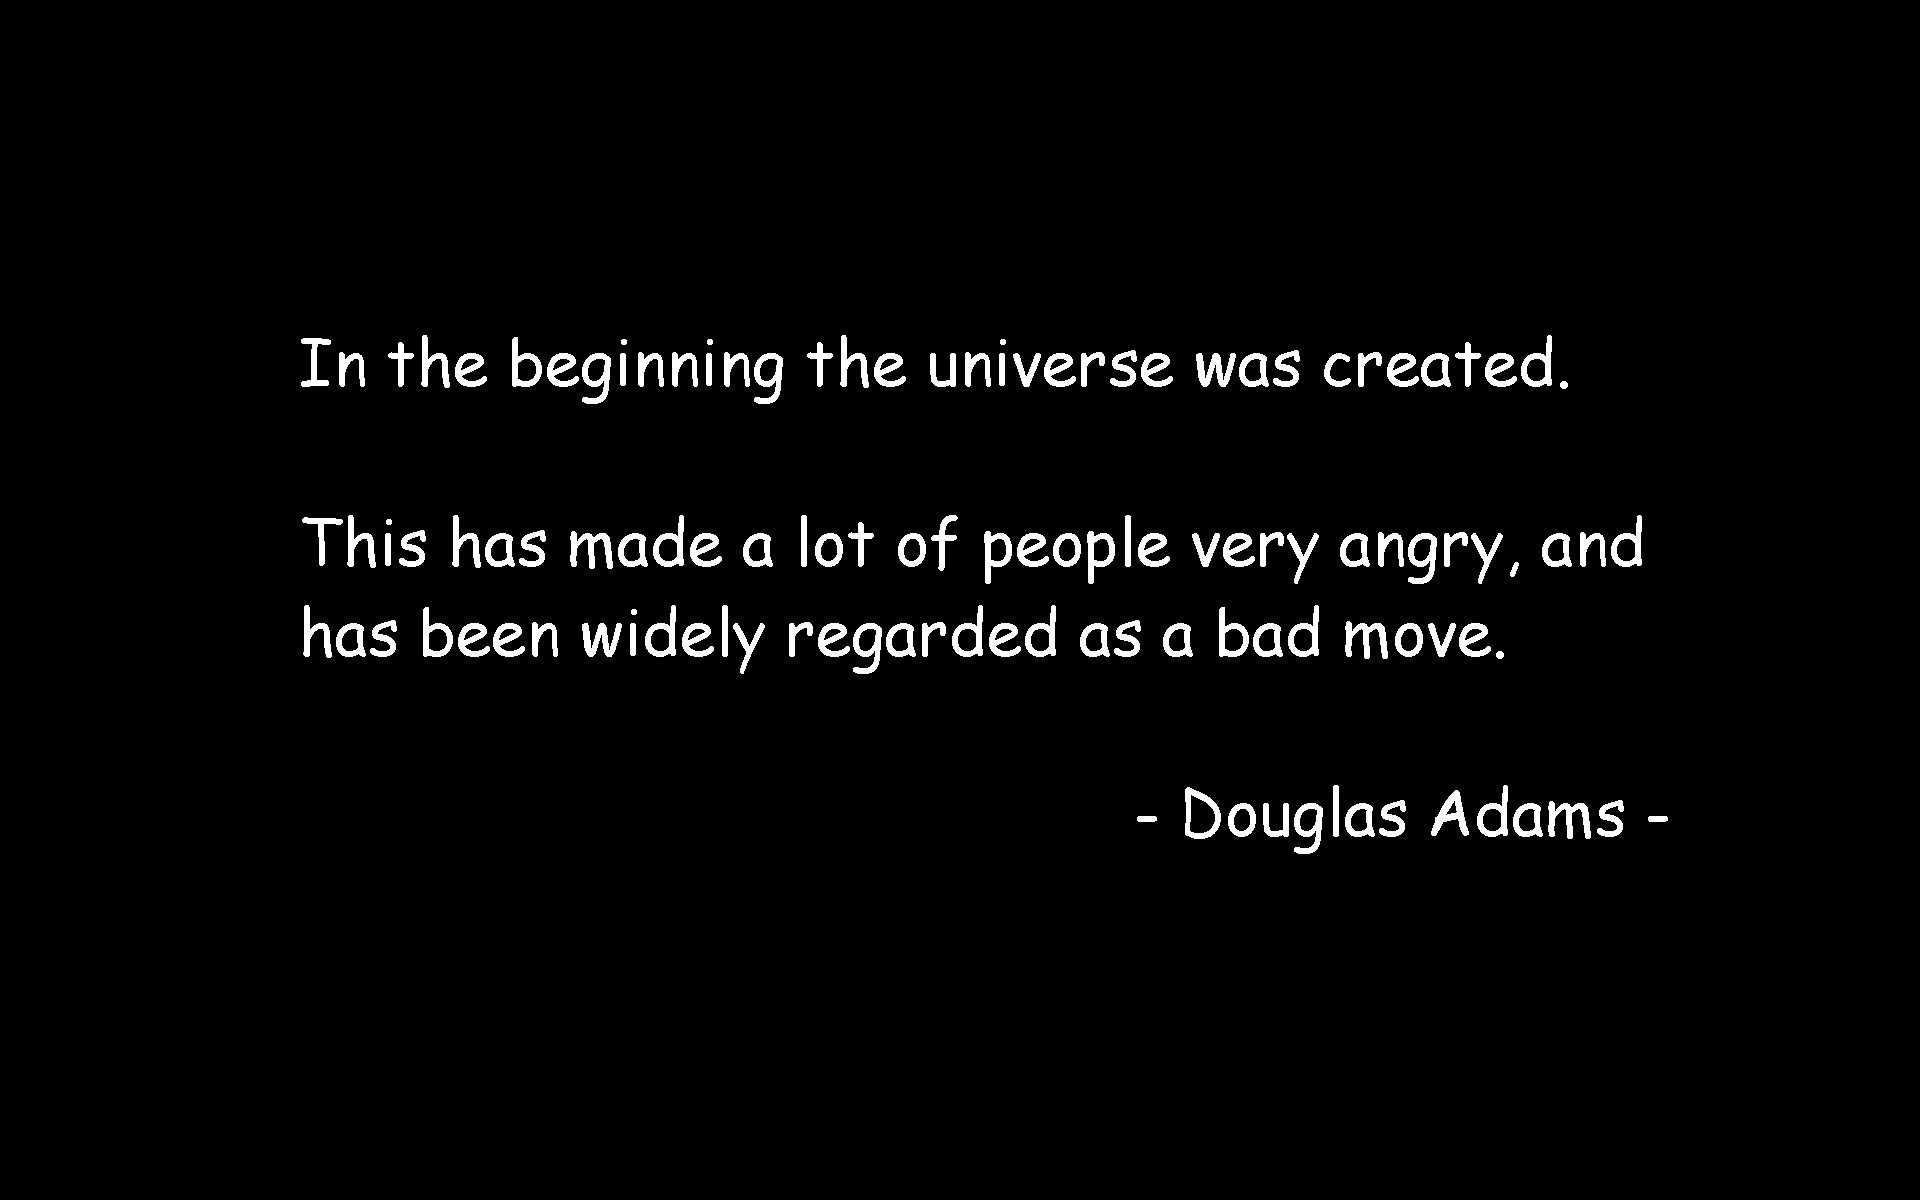 In the beginning the universe was created.
This has made a lot of people very angry, and
has been widely regarded as a bad move.
- Douglas Adams -